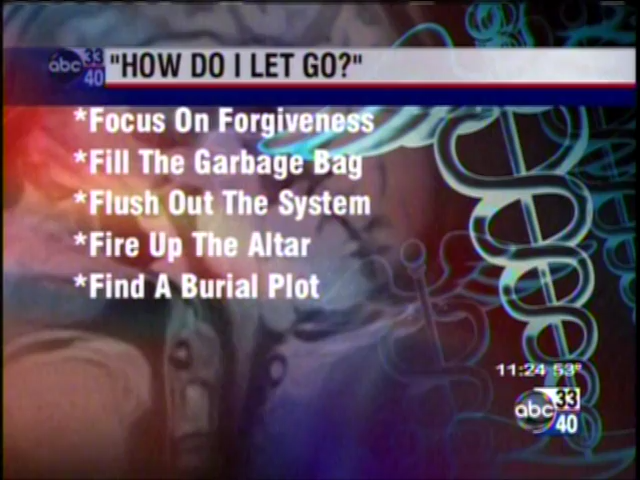 abc 33 40 "HOW DO I LET GO?"
*Focus On Forgiveness
*Fill The Garbage Bag
*Flush Out The System
*Fire Up The Altar
*Find A Burial Plot
11:24 53°
abc 33 40